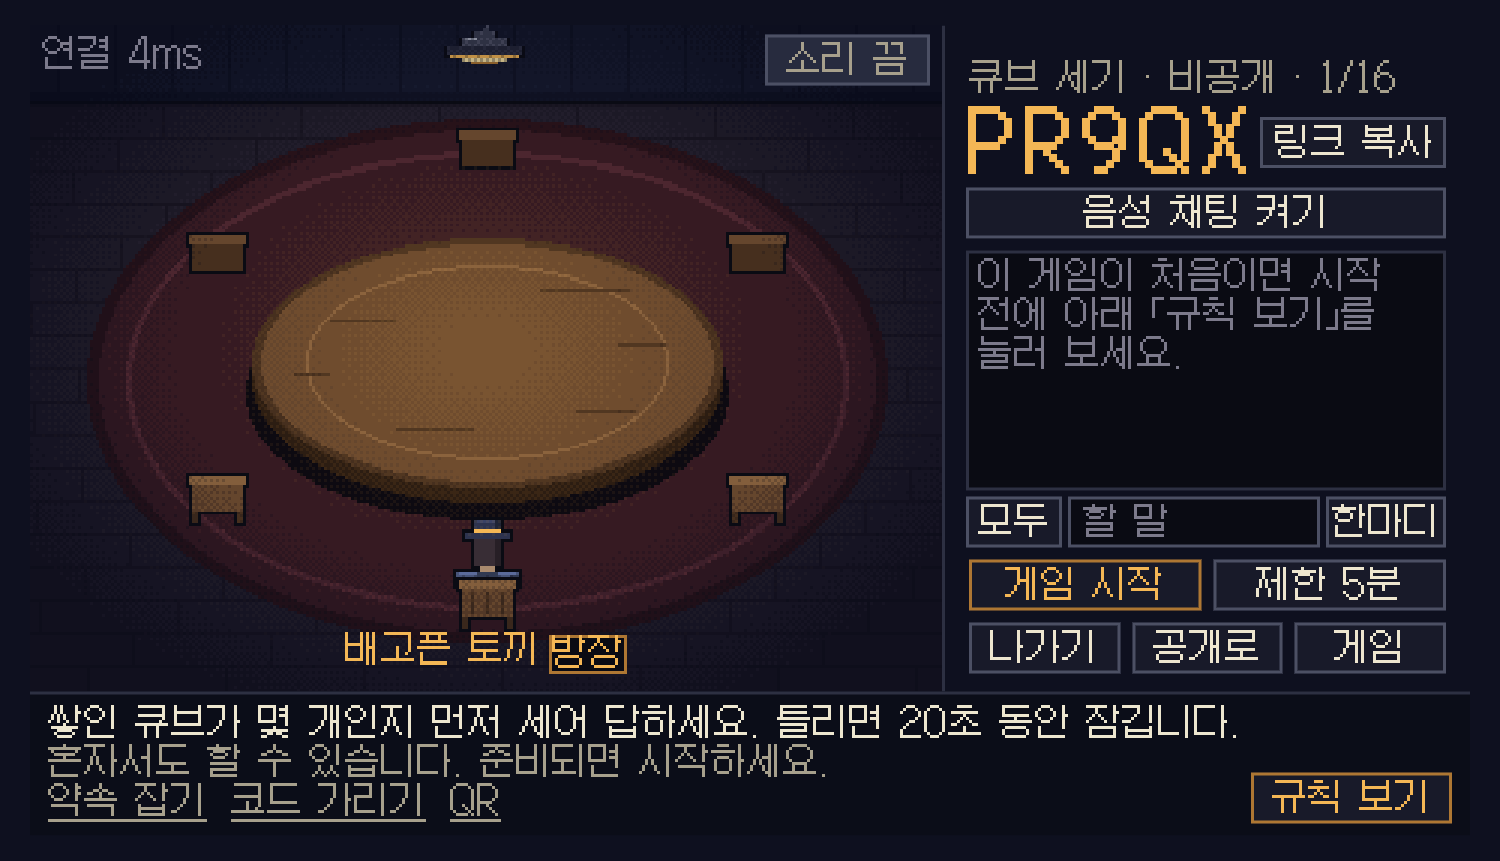 연결 4ms
소리 끔
큐브 세기 · 비공개 · 1/16
PR9QX
링크 복사
음성 채팅 켜기
이 게임이 처음이면 시작
전에 아래 「규칙 보기」를
눌러 보세요.
모두
할 말
한마디
게임 시작
제한 5분
나가기
공개로
게임
배고픈 토끼 방장
쌓인 큐브가 몇 개인지 먼저 세어 답하세요. 틀리면 20초 동안 잠깁니다.
혼자서도 할 수 있습니다. 준비되면 시작하세요.
약속 잡기 코드 가리기 QR
규칙 보기